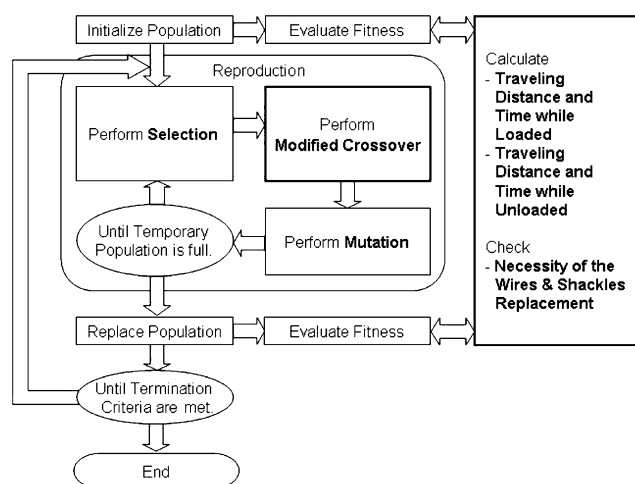 Initialize Population
Evaluate Fitness
Reproduction
Perform Selection
Perform
Modified Crossover
Until Temporary
Population is full.
Perform Mutation
Replace Population
Evaluate Fitness
Until Termination
Criteria are met.
End
Calculate
- Traveling
Distance and
Time while
Loaded
- Traveling
Distance and
Time while
Unloaded
Check
- Necessity of the
Wires & Shackles
Replacement